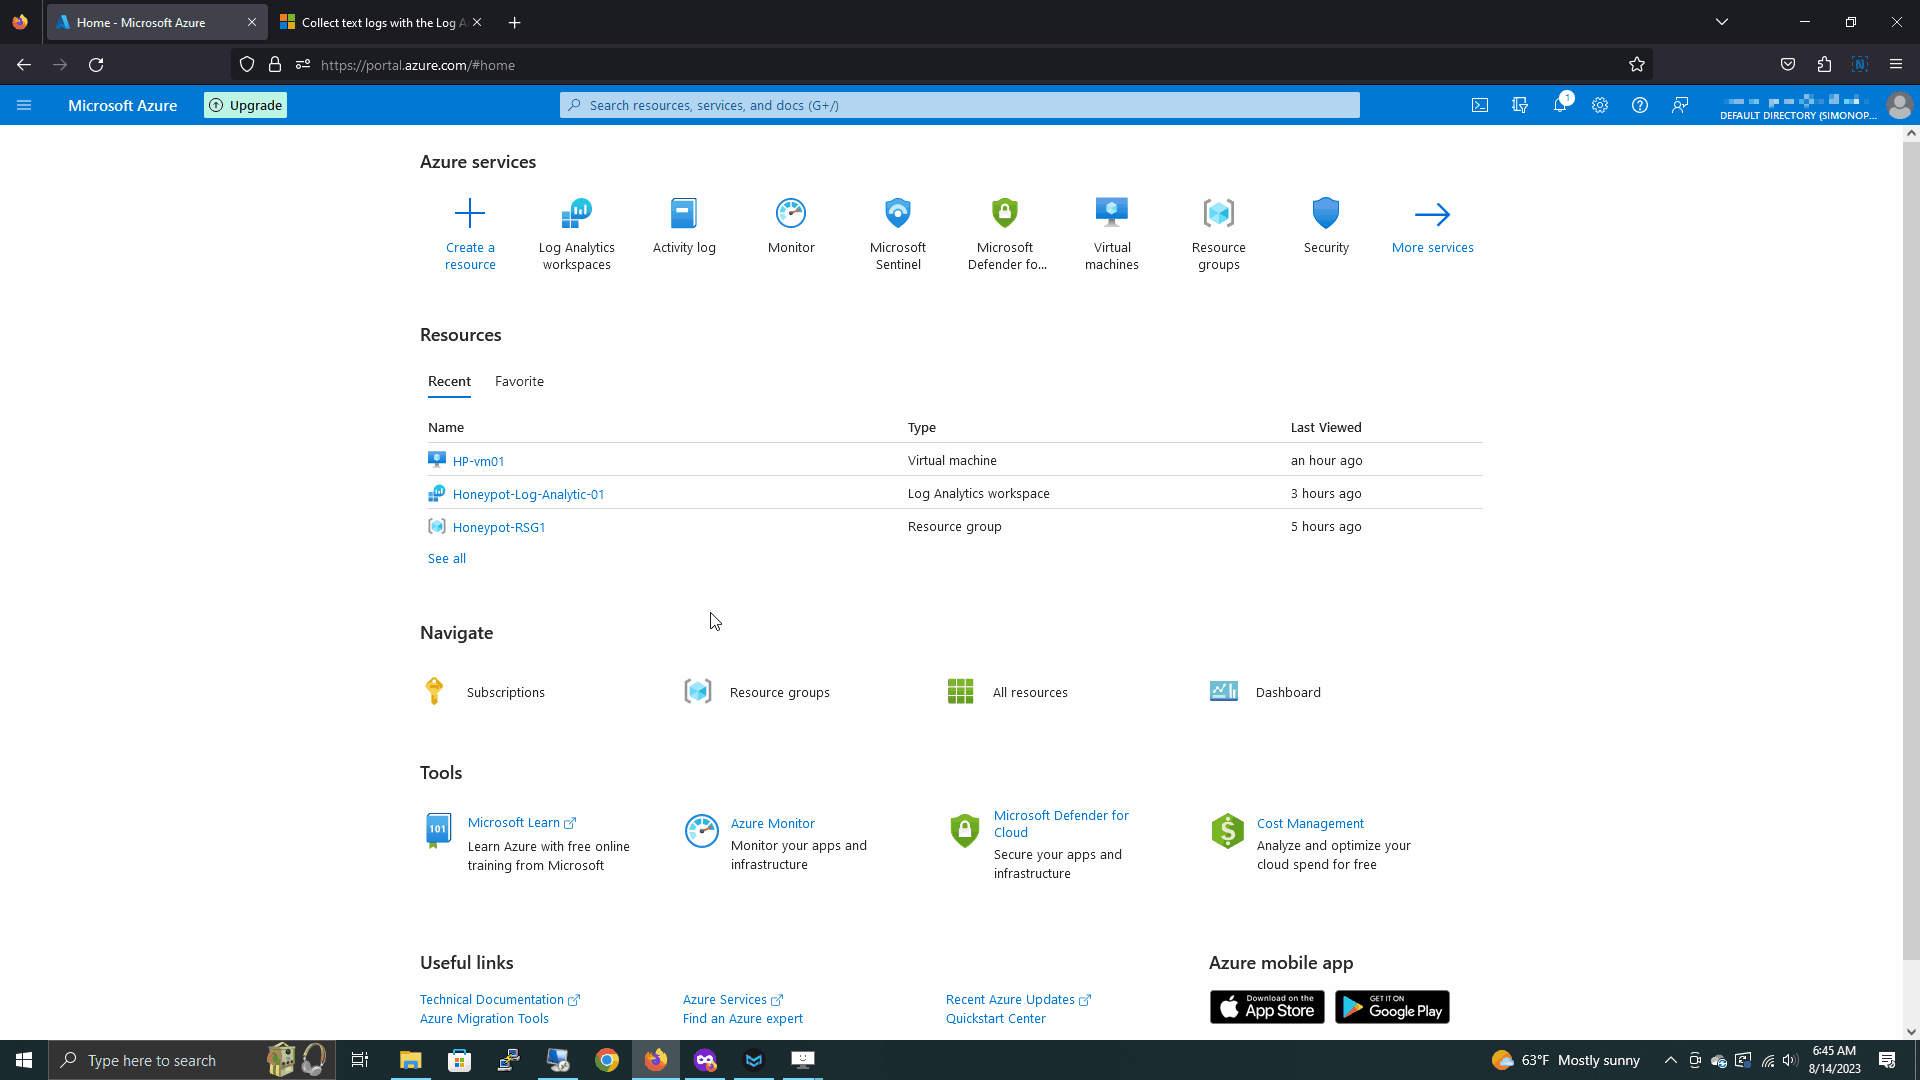 Home - Microsoft Azure
Collect text logs with the Log A
https://portal.azure.com/#home
Microsoft Azure
Upgrade
Search resources, services, and docs (G+/)
1
DEFAULT DIRECTORY (SIMONOP...
Azure services
Create a resource
Log Analytics workspaces
Activity log
Monitor
Microsoft Sentinel
Microsoft Defender fo...
Virtual machines
Resource groups
Security
More services
Resources
Recent Favorite
Name Type Last Viewed
HP-vm01 Virtual machine an hour ago
Honeypot-Log-Analytic-01 Log Analytics workspace 3 hours ago
Honeypot-RSG1 Resource group 5 hours ago
See all
Navigate
Subscriptions Resource groups All resources Dashboard
Tools
101
Microsoft Learn
Learn Azure with free online
training from Microsoft
Azure Monitor
Monitor your apps and
infrastructure
Microsoft Defender for
Cloud
Secure your apps and
infrastructure
Cost Management
Analyze and optimize your
cloud spend for free
Useful links
Technical Documentation
Azure Migration Tools
Azure Services
Find an Azure expert
Recent Azure Updates
Quickstart Center
Azure mobile app
Download on the
App Store
GET IT ON
Google Play
Type here to search
63°F Mostly sunny
6:45 AM
8/14/2023